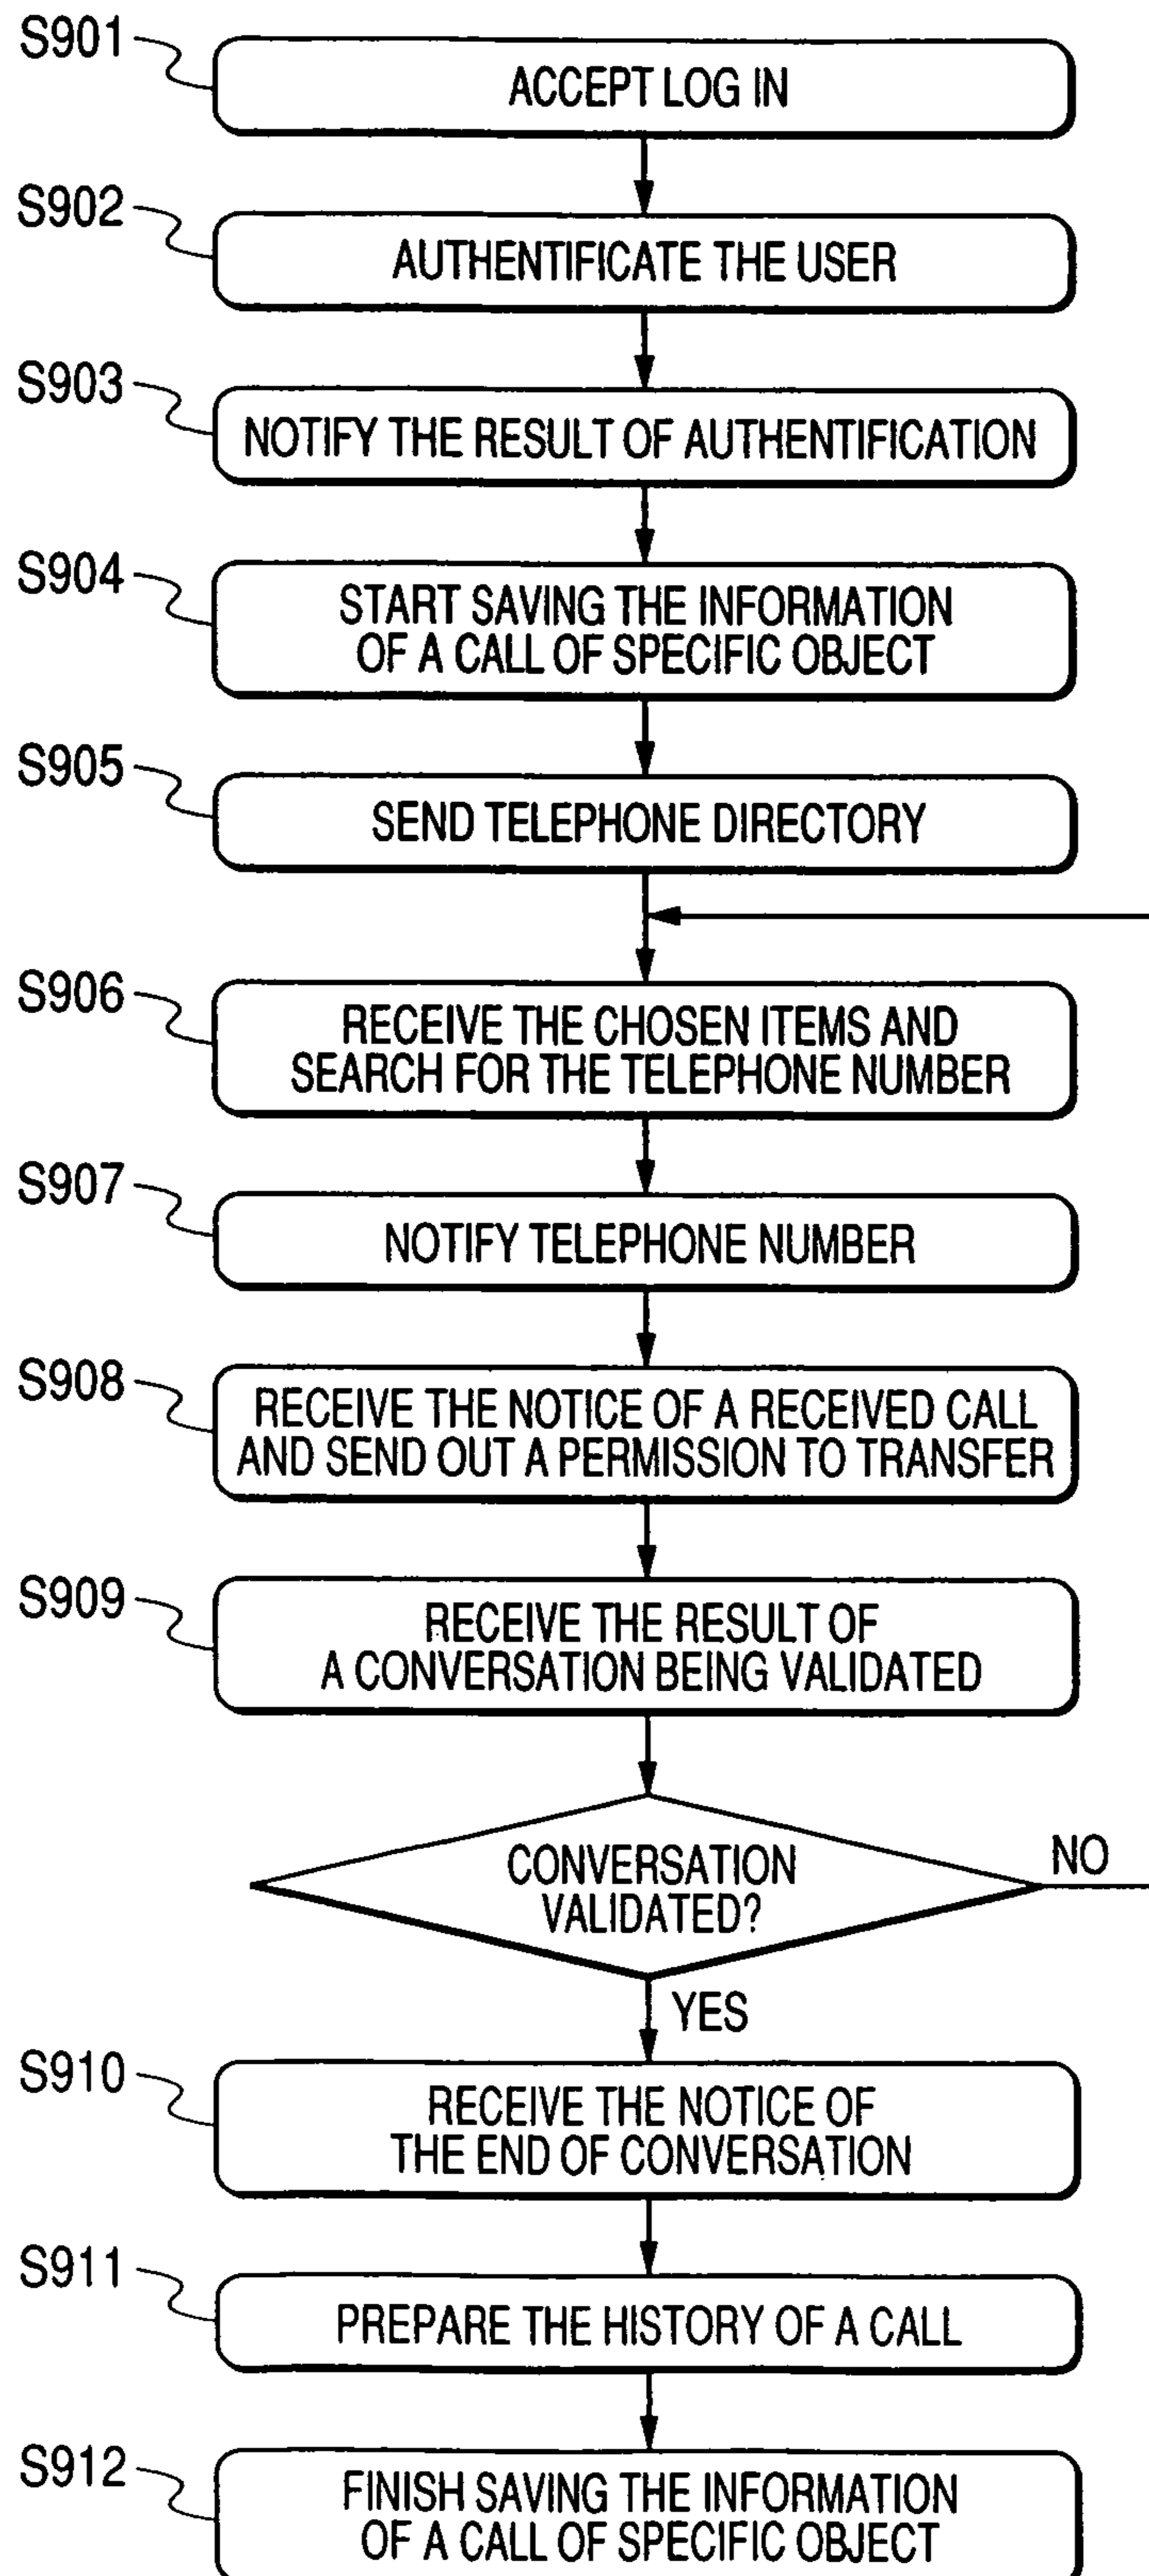 S901
ACCEPT LOG IN
S902
AUTHENTIFICATE THE USER
S903
NOTIFY THE RESULT OF AUTHENTIFICATION
S904
START SAVING THE INFORMATION
OF A CALL OF SPECIFIC OBJECT
S905
SEND TELEPHONE DIRECTORY
S906
RECEIVE THE CHOSEN ITEMS AND
SEARCH FOR THE TELEPHONE NUMBER
S907
NOTIFY TELEPHONE NUMBER
S908
RECEIVE THE NOTICE OF A RECEIVED CALL
AND SEND OUT A PERMISSION TO TRANSFER
S909
RECEIVE THE RESULT OF
A CONVERSATION BEING VALIDATED
CONVERSATION
VALIDATED?
NO
YES
S910
RECEIVE THE NOTICE OF
THE END OF CONVERSATION
S911
PREPARE THE HISTORY OF A CALL
S912
FINISH SAVING THE INFORMATION
OF A CALL OF SPECIFIC OBJECT